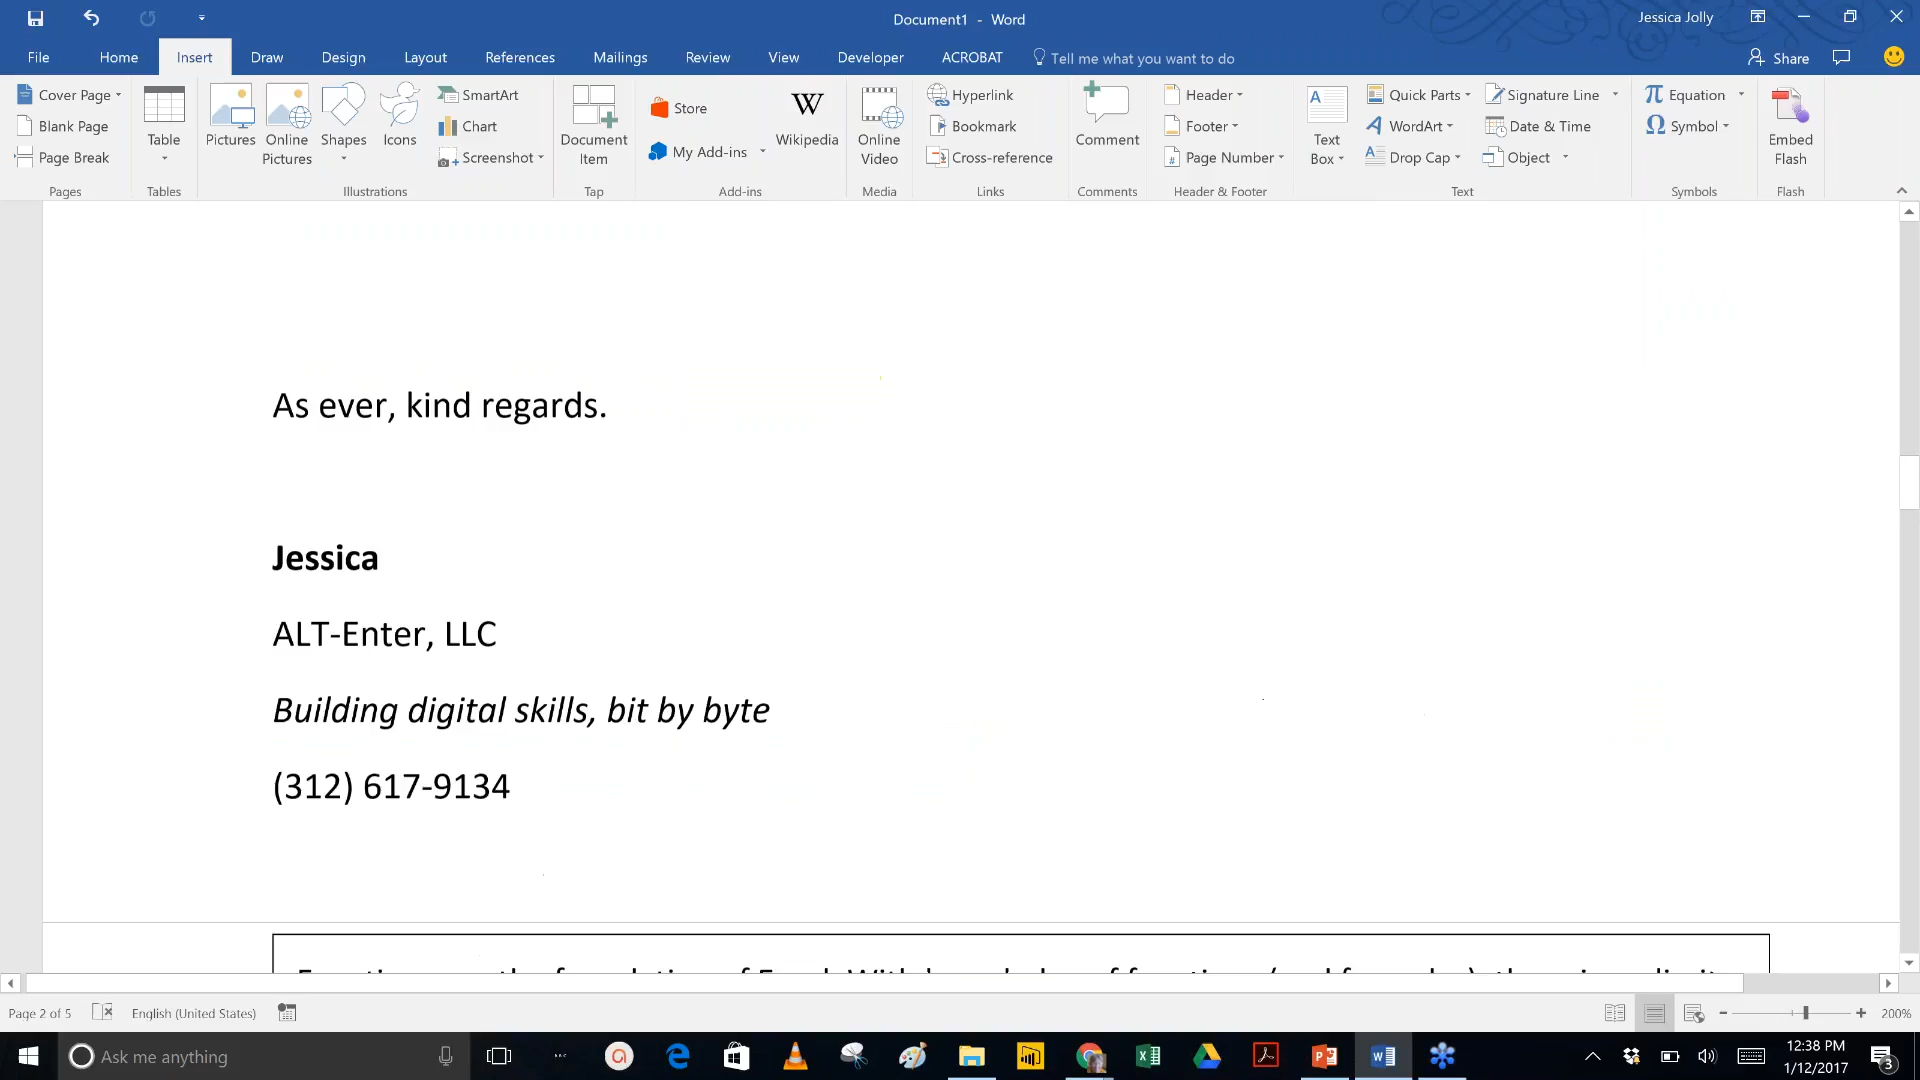 Document1 - Word
Jessica Jolly
File Home Insert Draw Design Layout References Mailings Review View Developer ACROBAT Tell me what you want to do Share
Cover Page
Blank Page
Page Break
Pages
Table
Tables
Pictures
Online Pictures
Shapes
Icons
SmartArt
Chart
Screenshot
Illustrations
Document Item
Tap
Store
My Add-ins
W
Wikipedia
Add-ins
Online Video
Media
Hyperlink
Bookmark
Cross-reference
Links
Comment
Comments
Header
Footer
Page Number
Header & Footer
Text Box
Quick Parts
WordArt
Drop Cap
Signature Line
Date & Time
Object
Text
Equation
Symbol
Symbols
Embed Flash
Flash
As ever, kind regards.
Jessica
ALT-Enter, LLC
Building digital skills, bit by byte
(312) 617-9134
Page 2 of 5 English (United States) 200%
Ask me anything
12:38 PM
1/12/2017
3